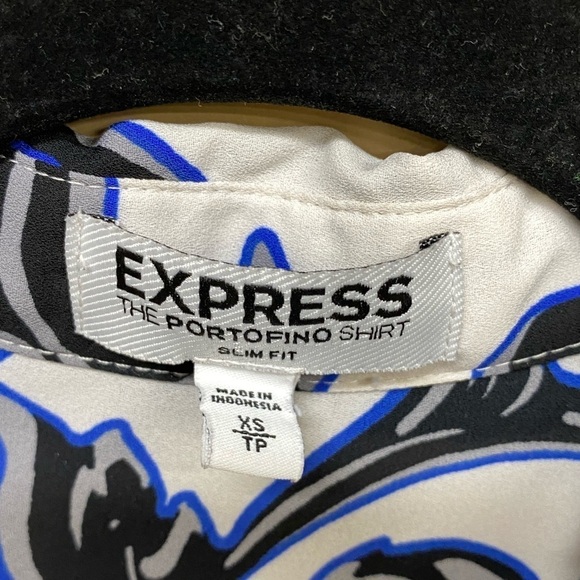 EXPRESS
THE PORTOFINO SHIRT
SLIM FIT
MADE IN
INDONESIA
XS
TP